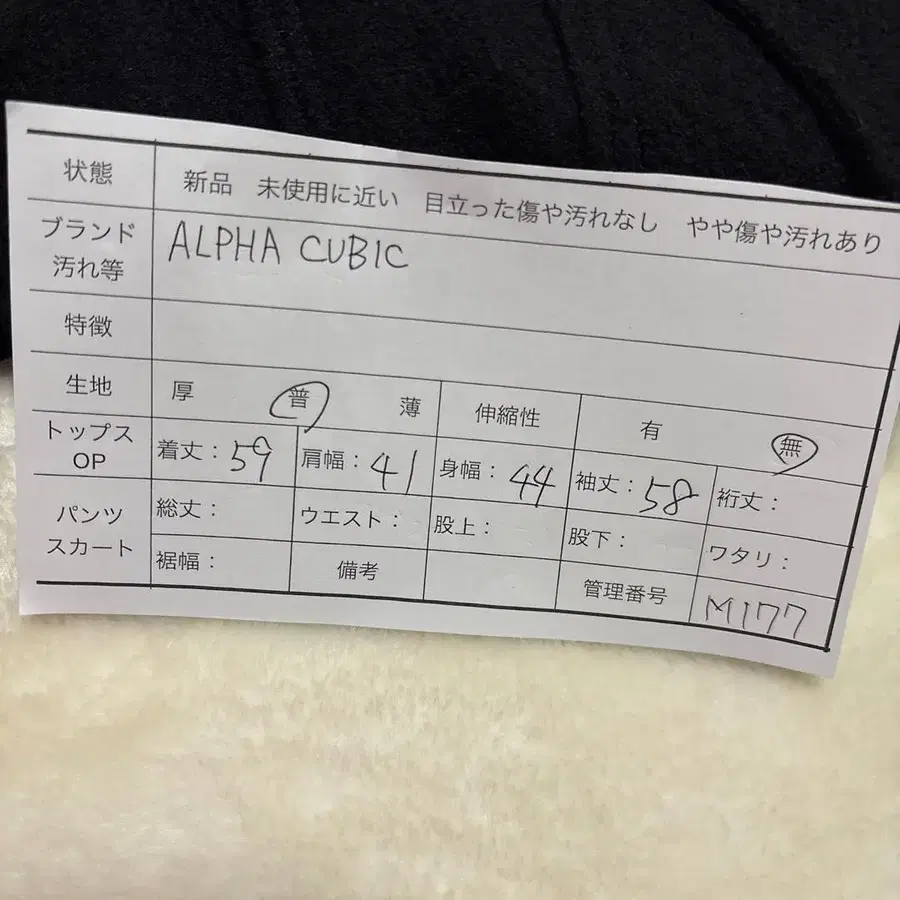 状態 新品 未使用に近い 目立った傷や汚れなし やや傷や汚れあり
ブランド ALPHA CUBIC
汚れ等
特徴
生地 厚 普 薄 伸縮性 有 無
トップス OP 着丈：59 肩幅：41 身幅：44 袖丈：58 裄丈：
パンツ スカート 総丈： ウエスト： 股上： 股下： ワタリ：
裾幅： 備考 管理番号 M177